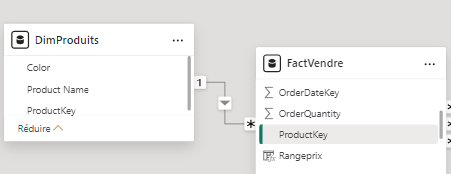 DimProduits
Color
Product Name
ProductKey
Réduire
1
*
FactVendre
OrderDateKey
OrderQuantity
ProductKey
Rangeprix